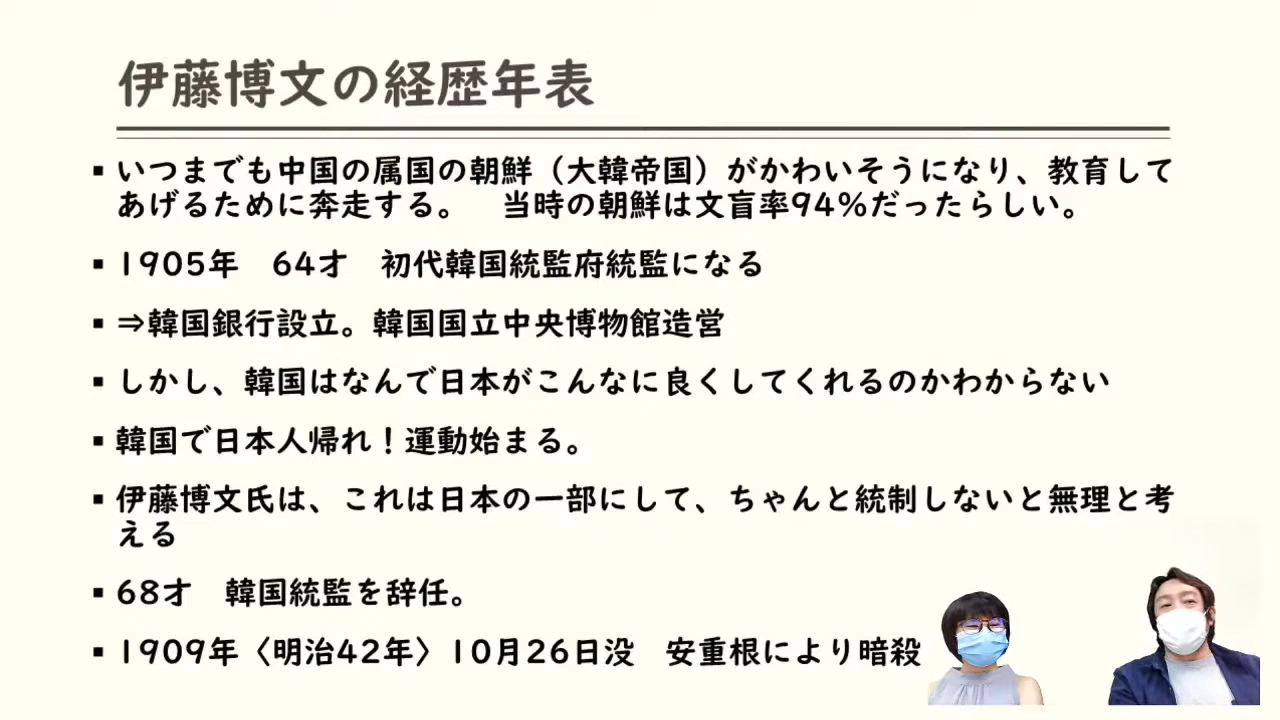 伊藤博文の経歴年表
▪ いつまでも中国の属国の朝鮮（大韓帝国）がかわいそうになり、教育して
あげるために奔走する。　当時の朝鮮は文盲率94％だったらしい。
▪ 1905年　64才　初代韓国統監府統監になる
▪ ⇒韓国銀行設立。韓国国立中央博物館造営
▪ しかし、韓国はなんで日本がこんなに良くしてくれるのかわからない
▪ 韓国で日本人帰れ！運動始まる。
▪ 伊藤博文氏は、これは日本の一部にして、ちゃんと統制しないと無理と考
える
▪ 68才　韓国統監を辞任。
▪ 1909年〈明治42年〉10月26日没　安重根により暗殺